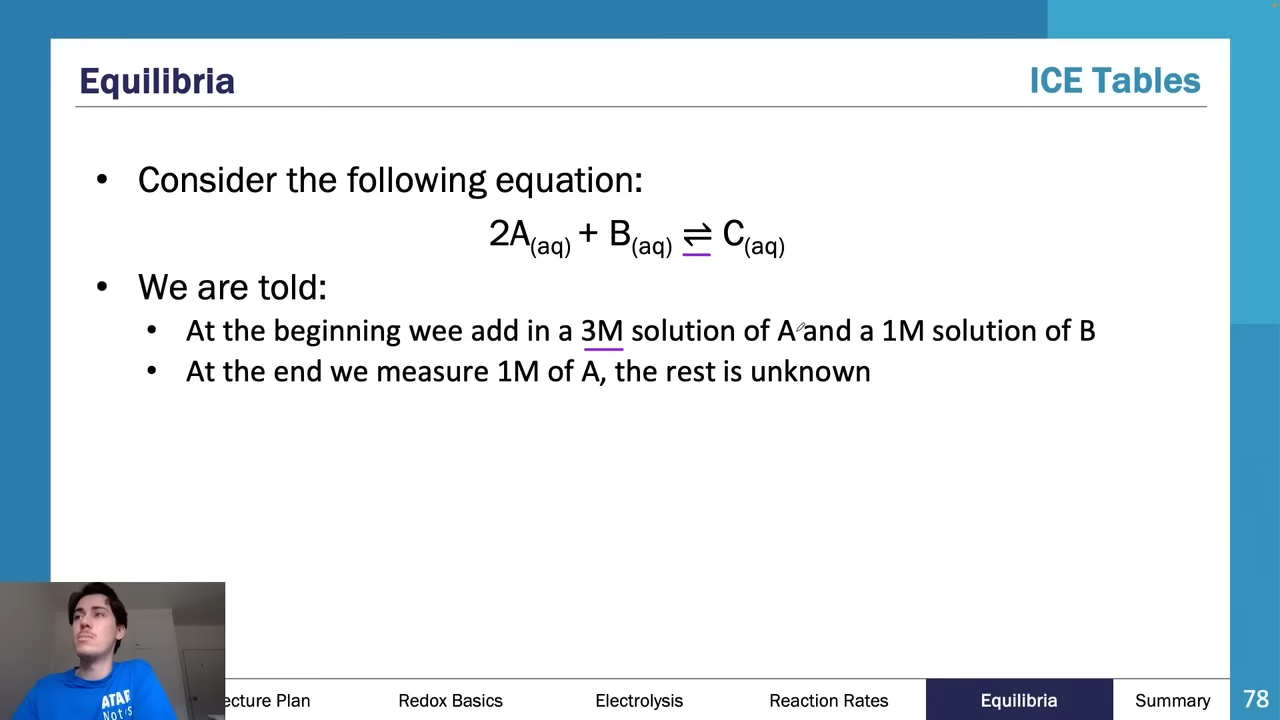 Equilibria
ICE Tables
• Consider the following equation:
2A(aq) + B(aq) ⇌ C(aq)
• We are told:
• At the beginning wee add in a 3M solution of A and a 1M solution of B
• At the end we measure 1M of A, the rest is unknown
ATAR
Notes
ecture Plan
Redox Basics
Electrolysis
Reaction Rates
Equilibria
Summary
78